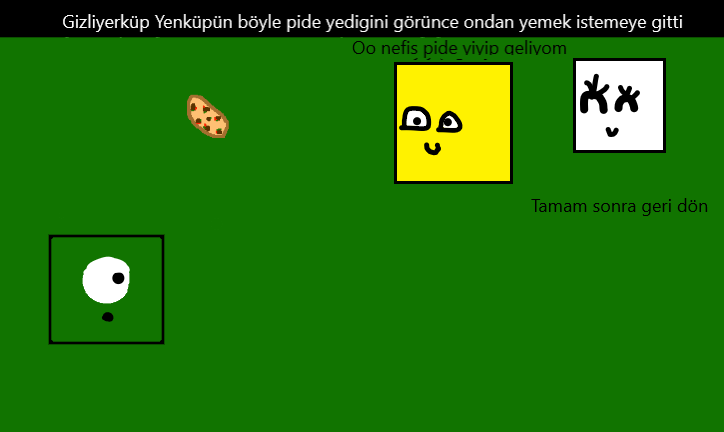 Gizliyerküp Yenküpün böyle pide yedigini görünce ondan yemek istemeye gitti
Oo nefis pide yiyip geliyom
Tamam sonra geri dön